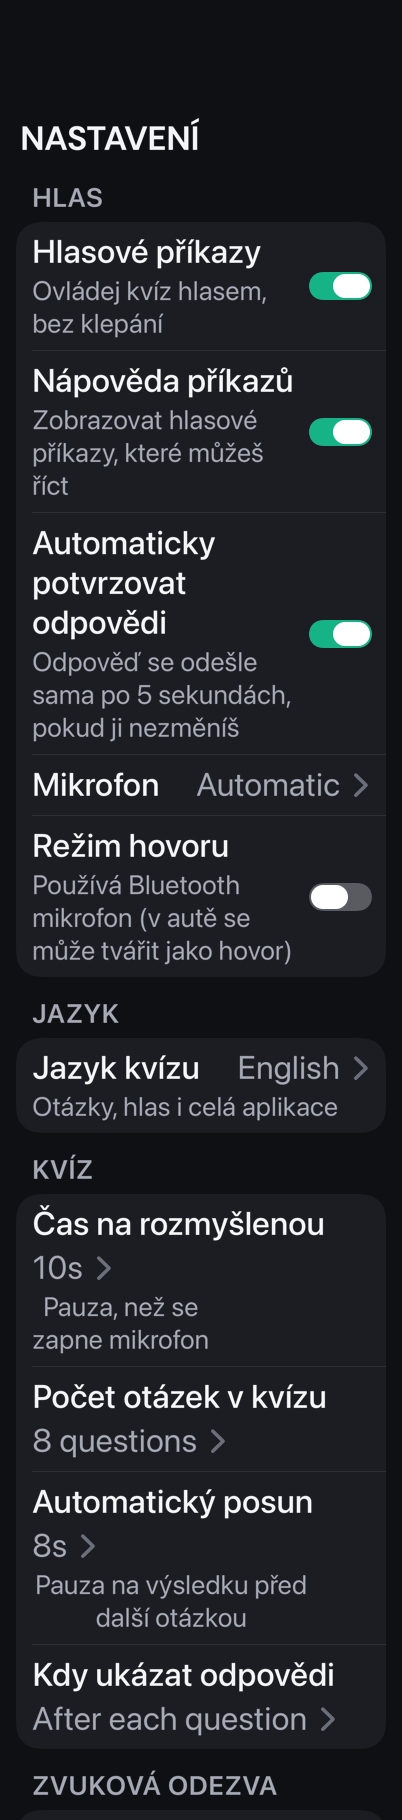 NASTAVENÍ
HLAS
Hlasové příkazy
Ovládej kvíz hlasem,
bez klepání
Nápověda příkazů
Zobrazovat hlasové
příkazy, které můžeš
říct
Automaticky
potvrzovat
odpovědi
Odpověď se odešle
sama po 5 sekundách,
pokud ji nezměníš
Mikrofon Automatic
Režim hovoru
Používá Bluetooth
mikrofon (v autě se
může tvářit jako hovor)
JAZYK
Jazyk kvízu English
Otázky, hlas i celá aplikace
KVÍZ
Čas na rozmyšlenou
10s
Pauza, než se
zapne mikrofon
Počet otázek v kvízu
8 questions
Automatický posun
8s
Pauza na výsledku před
další otázkou
Kdy ukázat odpovědi
After each question
ZVUKOVÁ ODEZVA